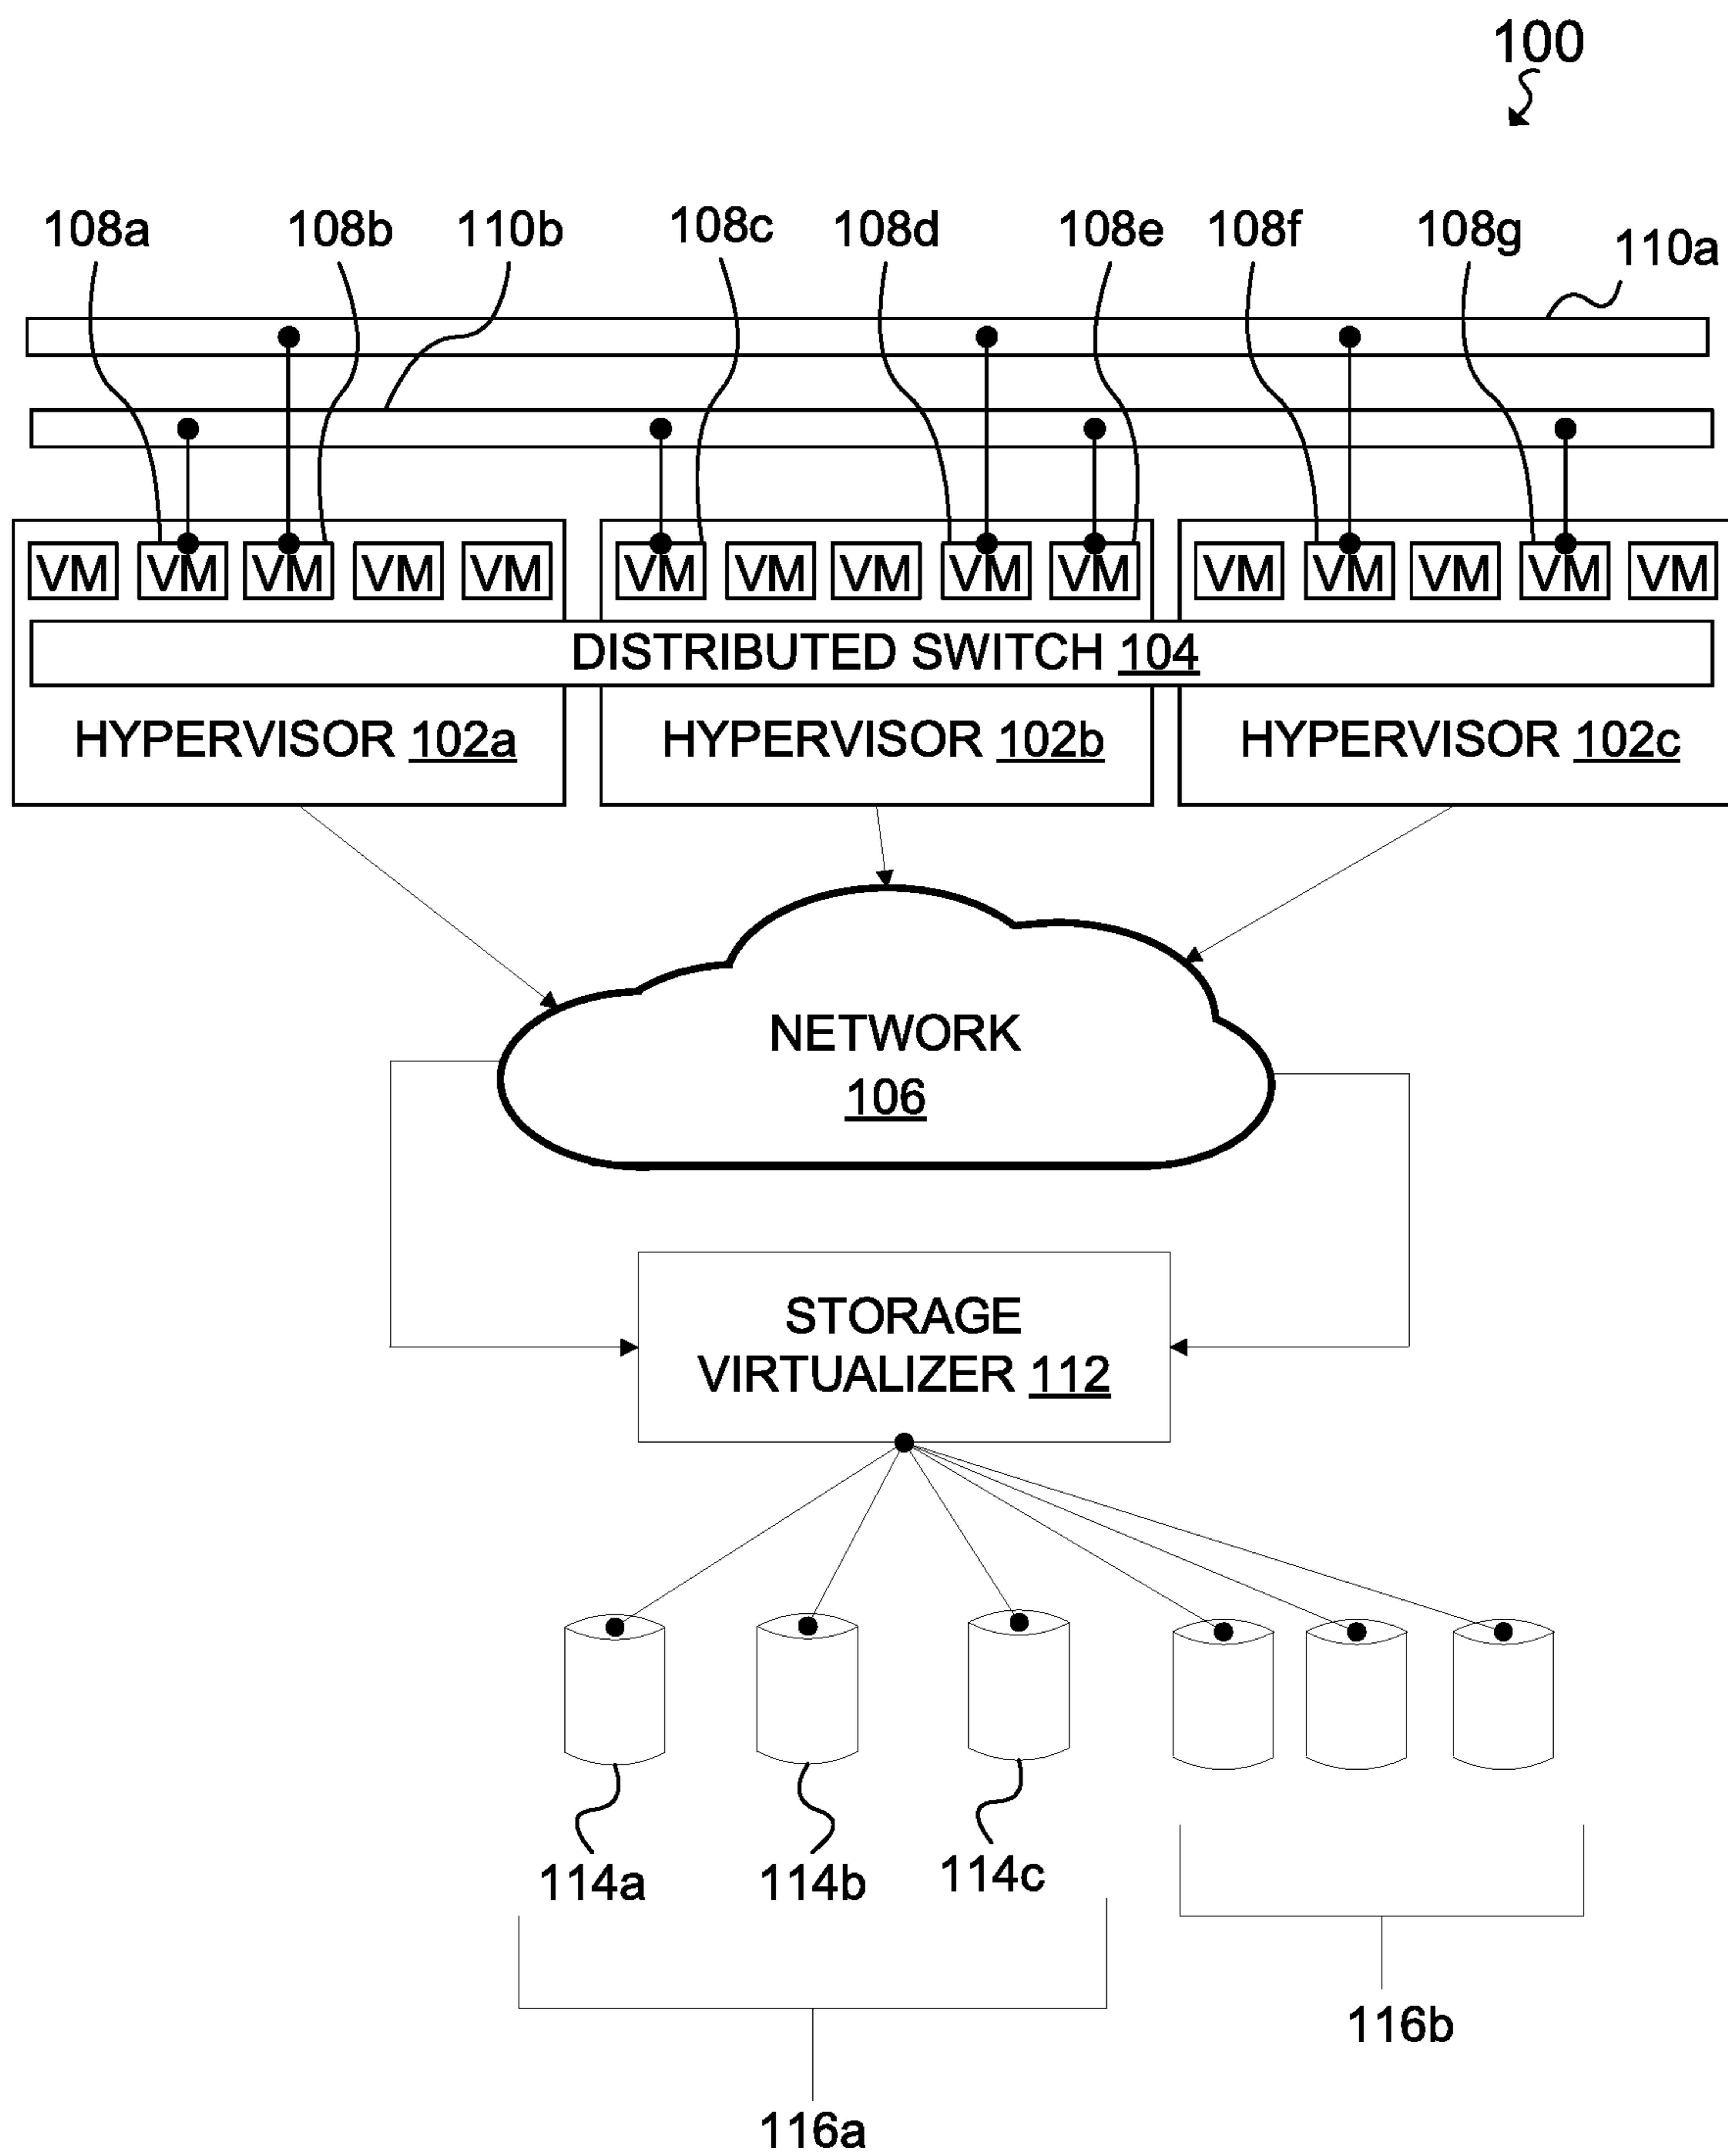 100
108a 108b 110b 108c 108d 108e 108f 108g 110a
VM VM VM VM VM VM VM VM VM VM VM VM VM VM VM
DISTRIBUTED SWITCH 104
HYPERVISOR 102a HYPERVISOR 102b HYPERVISOR 102c
NETWORK
106
STORAGE
VIRTUALIZER 112
114a 114b 114c
116b
116a